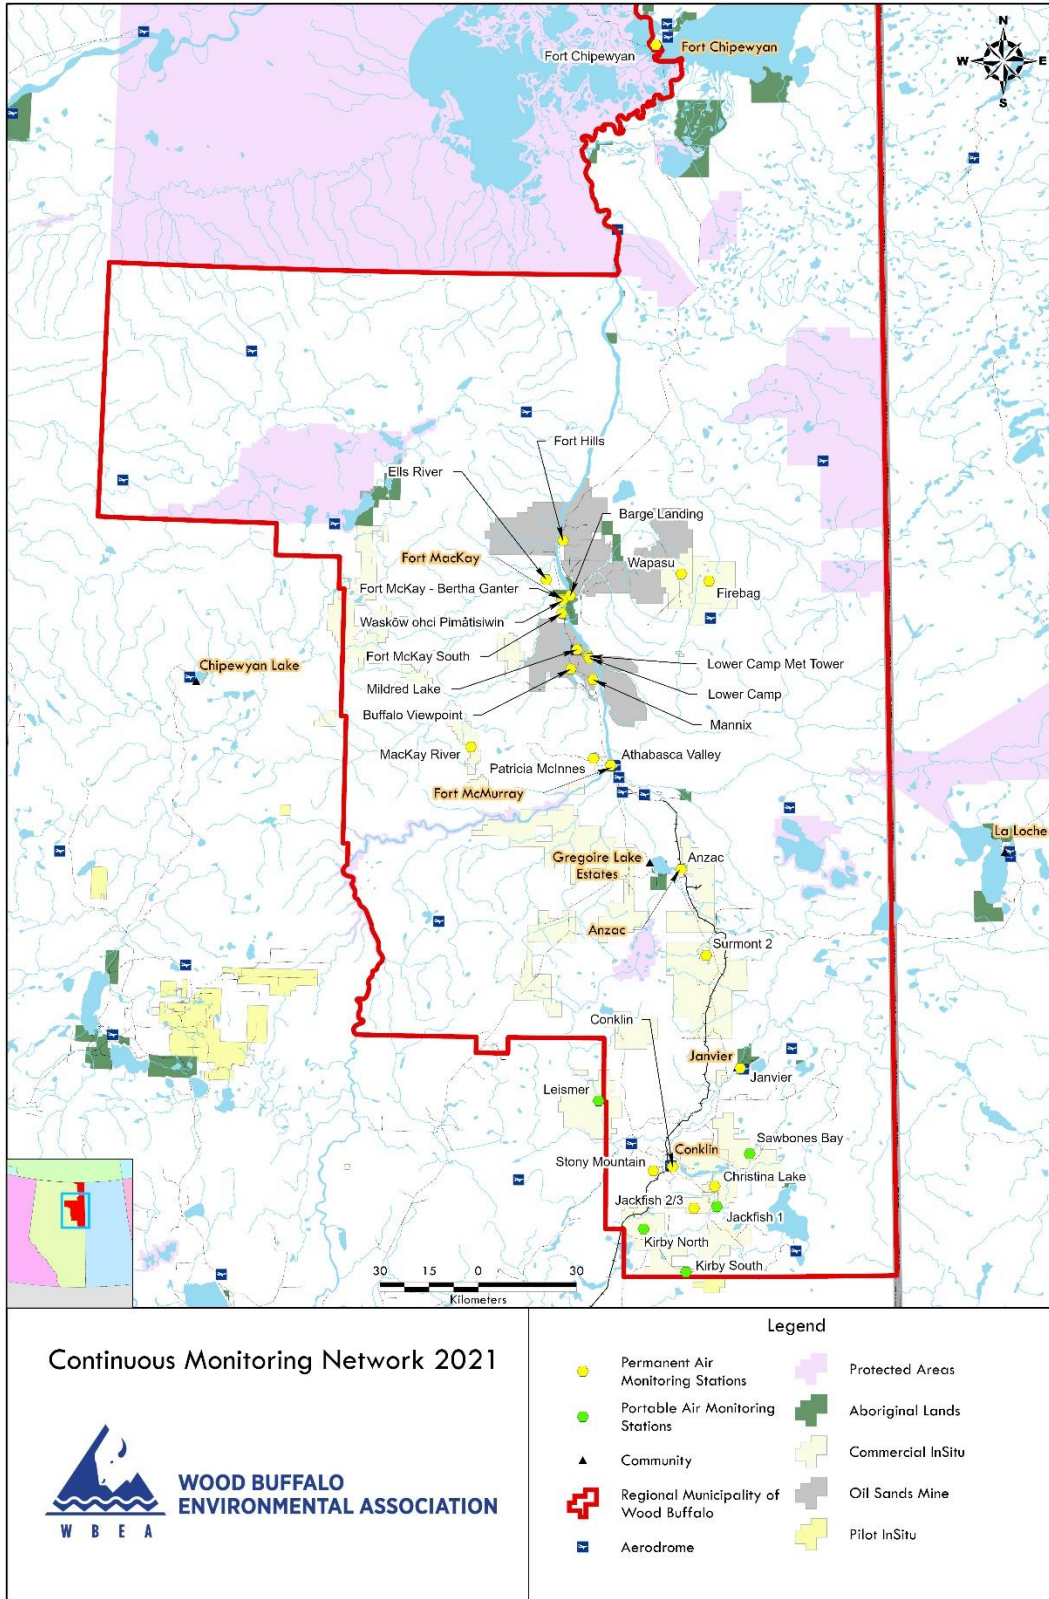 N
W
E
S
Fort Chipewyan
Fort Chipewyan
Fort Hills
Ells River
Barge Landing
Fort MacKay
Wapasu
Fort McKay - Bertha Ganter
Firebag
Waskōw ohci Pimâtisiwin
Fort McKay South
Chipewyan Lake
Lower Camp Met Tower
Mildred Lake
Lower Camp
Buffalo Viewpoint
Mannix
MacKay River
Athabasca Valley
Patricia McInnes
Fort McMurray
La Loche
Gregoire Lake
Estates
Anzac
Anzac
Surmont 2
Conklin
Janvier
Janvier
Leismer
Conklin
Sawbones Bay
Stony Mountain
Christina Lake
Jackfish 2/3
Jackfish 1
Kirby North
Kirby South
30 15 0 30
Kilometers
Continuous Monitoring Network 2021
WOOD BUFFALO
ENVIRONMENTAL ASSOCIATION
W B E A
Legend
Permanent Air
Monitoring Stations
Portable Air Monitoring
Stations
Community
Regional Municipality of
Wood Buffalo
Aerodrome
Protected Areas
Aboriginal Lands
Commercial InSitu
Oil Sands Mine
Pilot InSitu